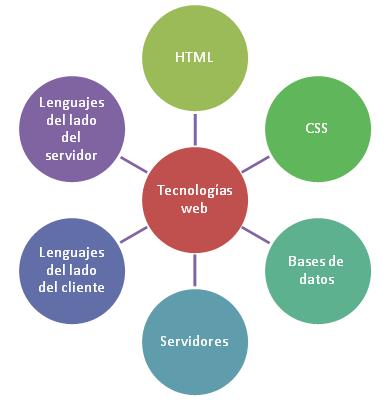 HTML
CSS
Bases de
datos
Servidores
Lenguajes
del lado
del cliente
Lenguajes
del lado
del
servidor
Tecnologías
web